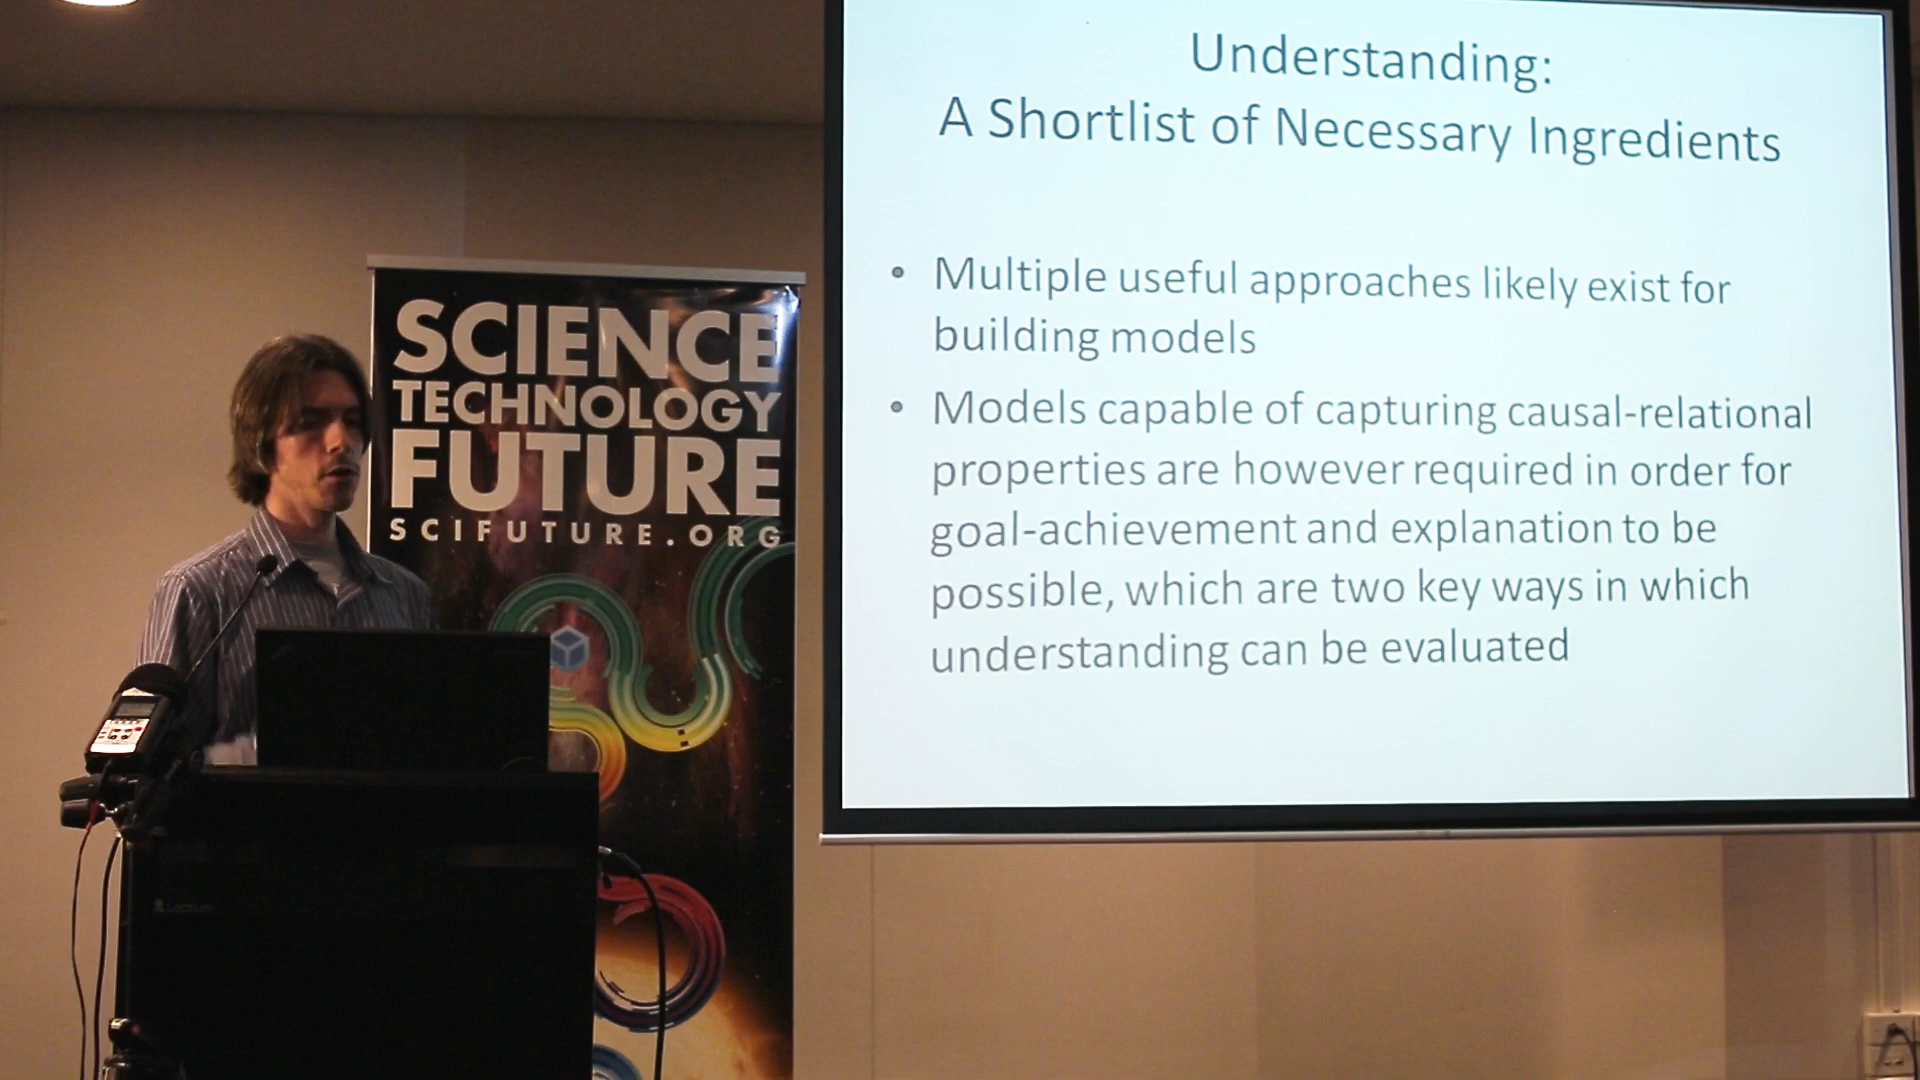 Understanding:
A Shortlist of Necessary Ingredients
• Multiple useful approaches likely exist for
building models
• Models capable of capturing causal-relational
properties are however required in order for
goal-achievement and explanation to be
possible, which are two key ways in which
understanding can be evaluated
SCIENCE
TECHNOLOGY
FUTURE
SCIFUTURE.ORG